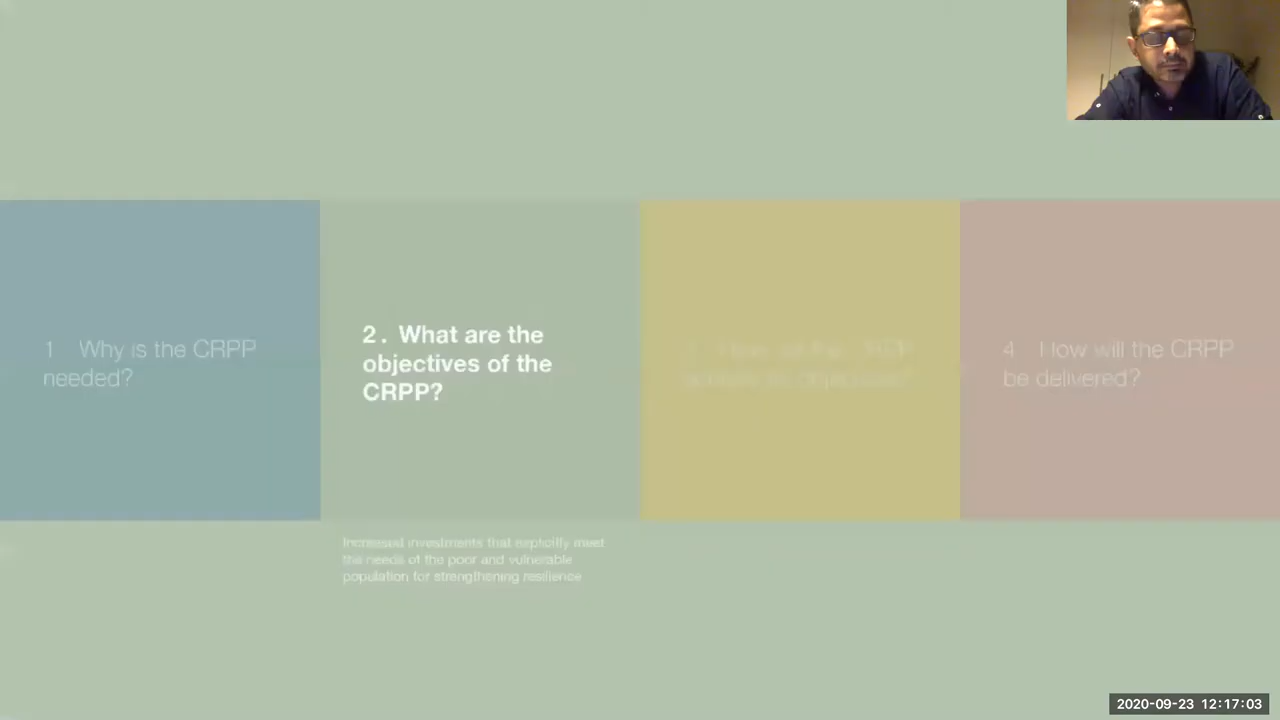 1 Why is the CRPP
needed?
2. What are the
objectives of the
CRPP?
4 How will the CRPP
be delivered?
Increased investments that explicitly meet
the needs of the poor and vulnerable
population for strengthening resilience
2020-09-23 12:17:03